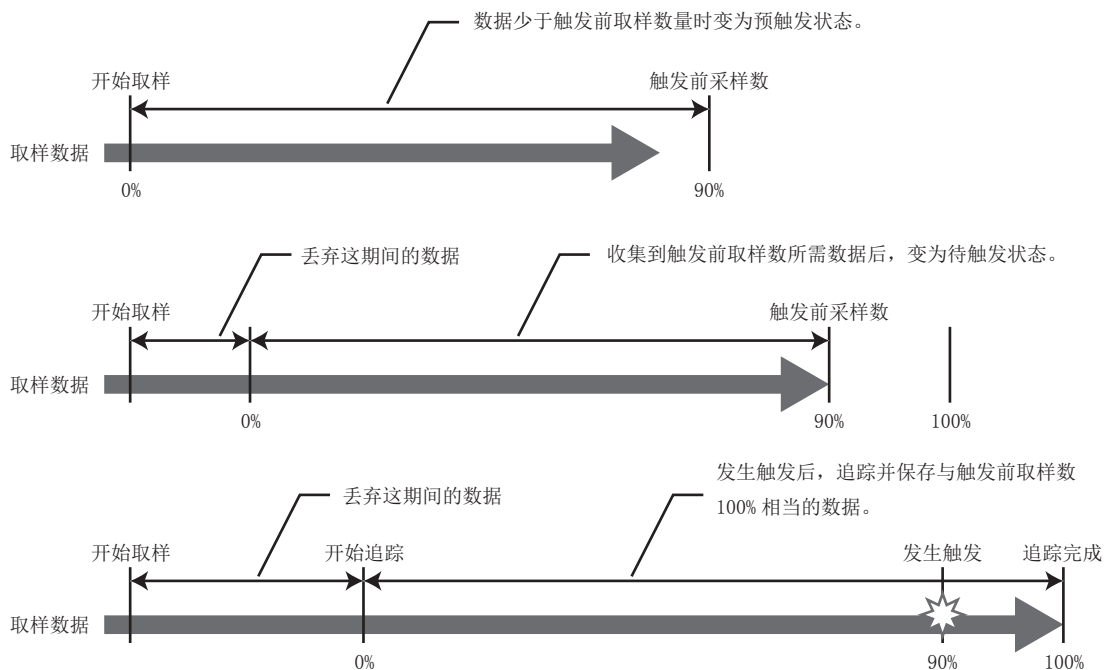 数据少于触发前取样数量时变为预触发状态。
开始取样
触发前采样数
取样数据
0%
90%
丢弃这期间的数据
收集到触发前取样数所需数据后，变为待触发状态。
开始取样
触发前采样数
取样数据
0%
90%
100%
发生触发后，追踪并保存与触发前取样数
100% 相当的数据。
丢弃这期间的数据
开始取样
开始追踪
发生触发
追踪完成
取样数据
0%
90%
100%